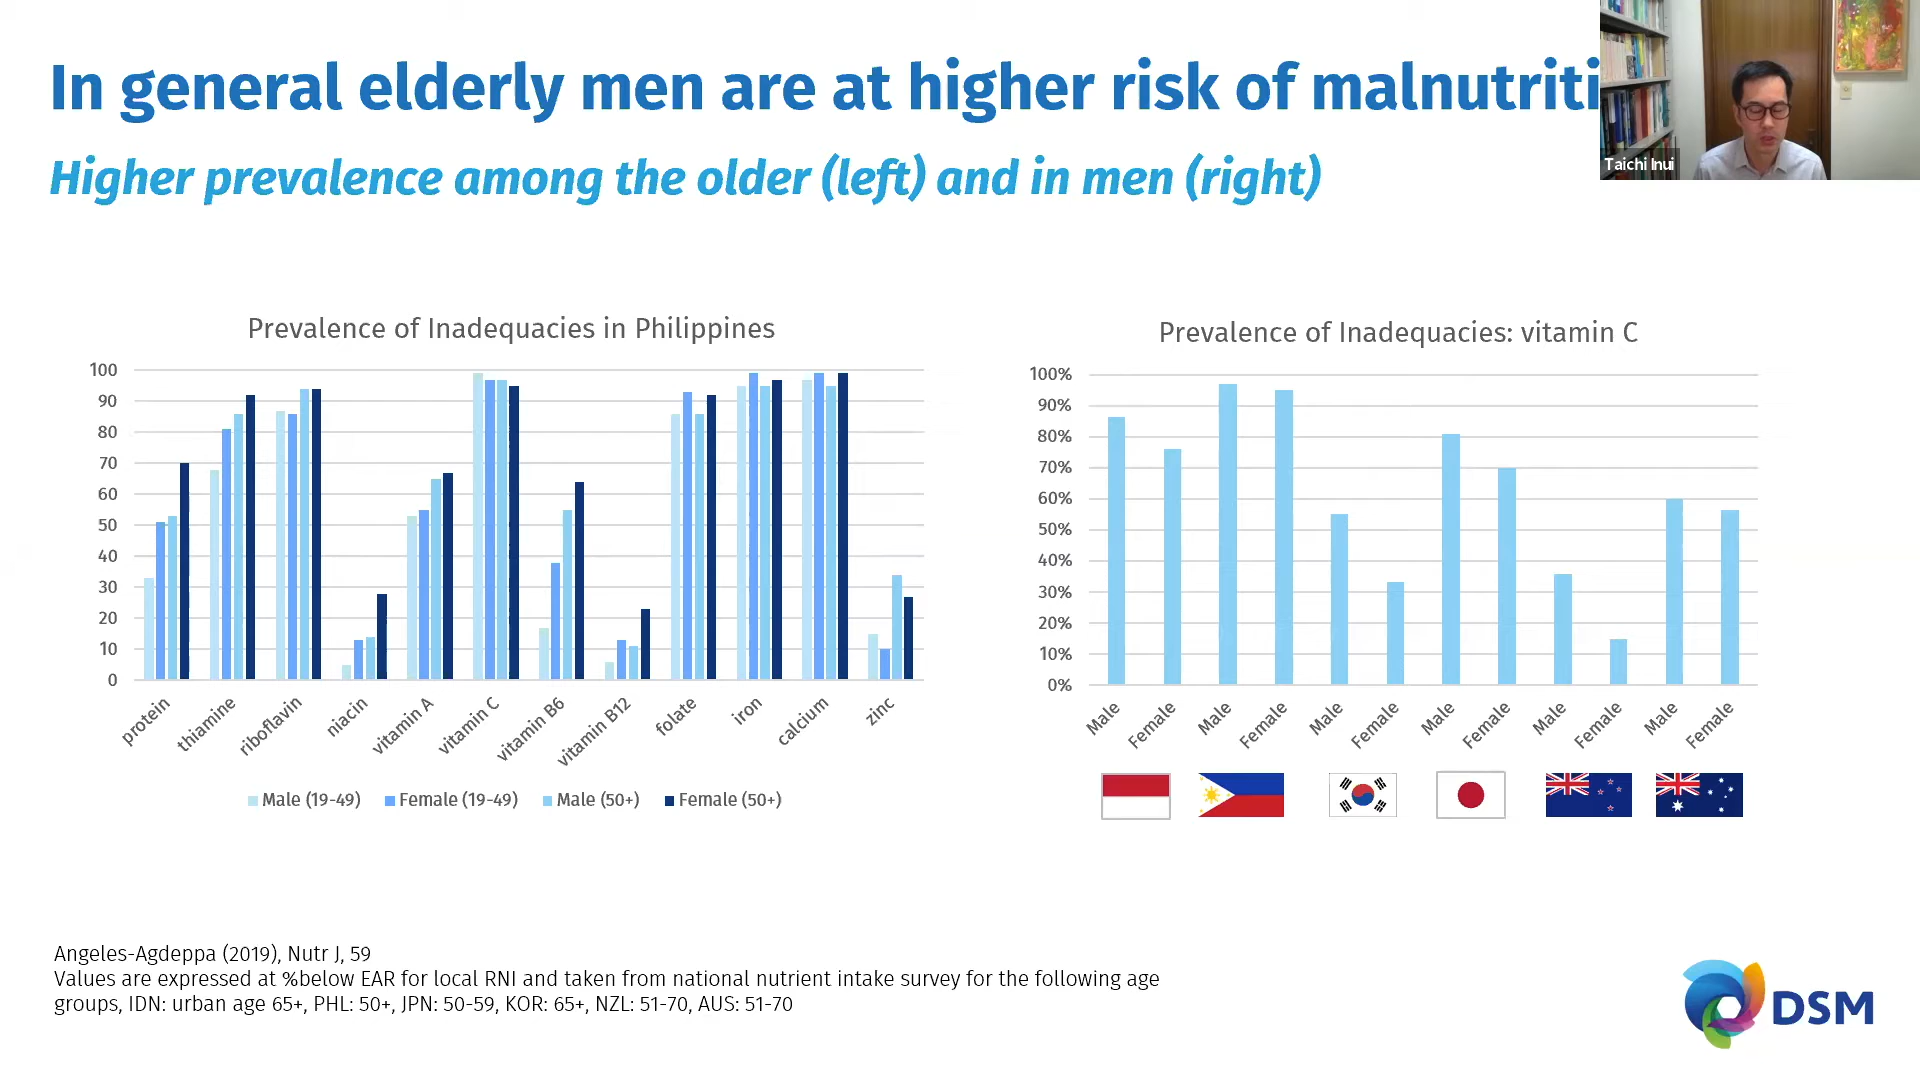 In general elderly men are at higher risk of malnutriti
Higher prevalence among the older (left) and in men (right)
Taichi Inui
Prevalence of Inadequacies in Philippines
100
90
80
70
60
50
40
30
20
10
0
protein
thiamine
riboflavin
niacin
vitamin A
vitamin C
vitamin B6
vitamin B12
folate
iron
calcium
zinc
Male (19-49) Female (19-49) Male (50+) Female (50+)
Prevalence of Inadequacies: vitamin C
100%
90%
80%
70%
60%
50%
40%
30%
20%
10%
0%
Male
Female
Male
Female
Male
Female
Male
Female
Male
Female
Male
Female
Angeles-Agdeppa (2019), Nutr J, 59
Values are expressed at %below EAR for local RNI and taken from national nutrient intake survey for the following age
groups, IDN: urban age 65+, PHL: 50+, JPN: 50-59, KOR: 65+, NZL: 51-70, AUS: 51-70
DSM